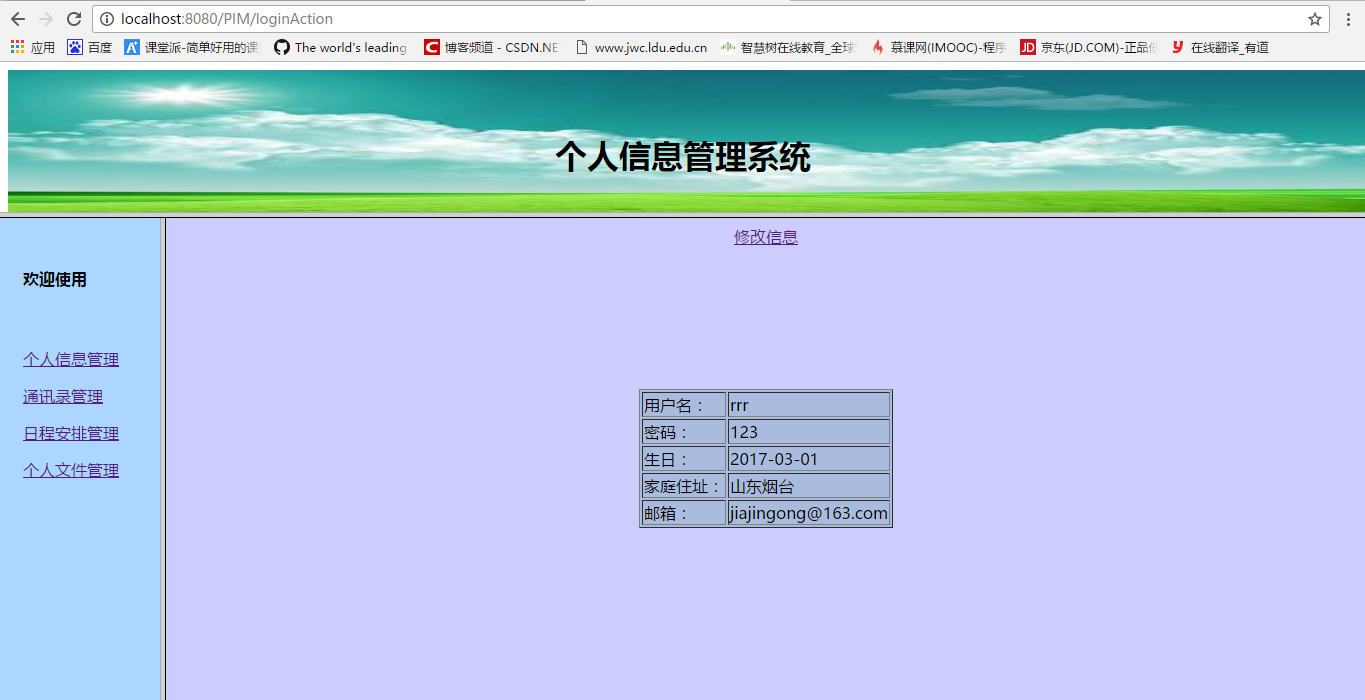 localhost:8080/PIM/loginAction
应用 百度 课堂派-简单好用的课 The world's leading 博客频道 - CSDN.NE www.jwc.ldu.edu.cn 智慧树在线教育_全球 慕课网(IMOOC)-程序 京东(JD.COM)-正品 在线翻译_有道
个人信息管理系统
修改信息
欢迎使用
个人信息管理
通讯录管理
日程安排管理
个人文件管理
用户名： rrr
密码： 123
生日： 2017-03-01
家庭住址： 山东烟台
邮箱： jiajingong@163.com